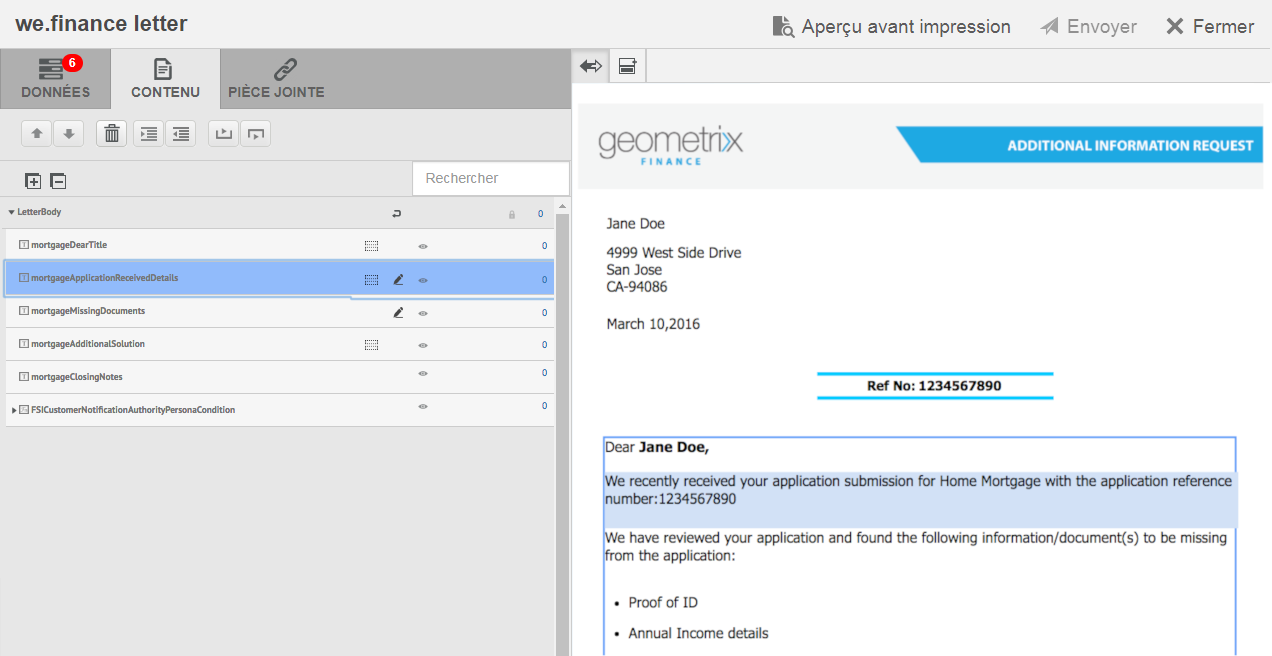 we.finance letter
Aperçu avant impression
Envoyer
Fermer
6
DONNÉES
CONTENU
PIÈCE JOINTE
Rechercher
LetterBody 0
mortgageDearTitle 0
mortgageApplicationReceivedDetails 0
mortgageMissingDocuments 0
mortgageAdditionalSolution 0
mortgageClosingNotes 0
FSICustomerNotificationAuthorityPersonaCondition 0
geometrixx
FINANCE
ADDITIONAL INFORMATION REQUEST
Jane Doe
4999 West Side Drive
San Jose
CA-94086
March 10,2016
Ref No: 1234567890
Dear Jane Doe,
We recently received your application submission for Home Mortgage with the application reference
number:1234567890
We have reviewed your application and found the following information/document(s) to be missing
from the application:
• Proof of ID
• Annual Income details